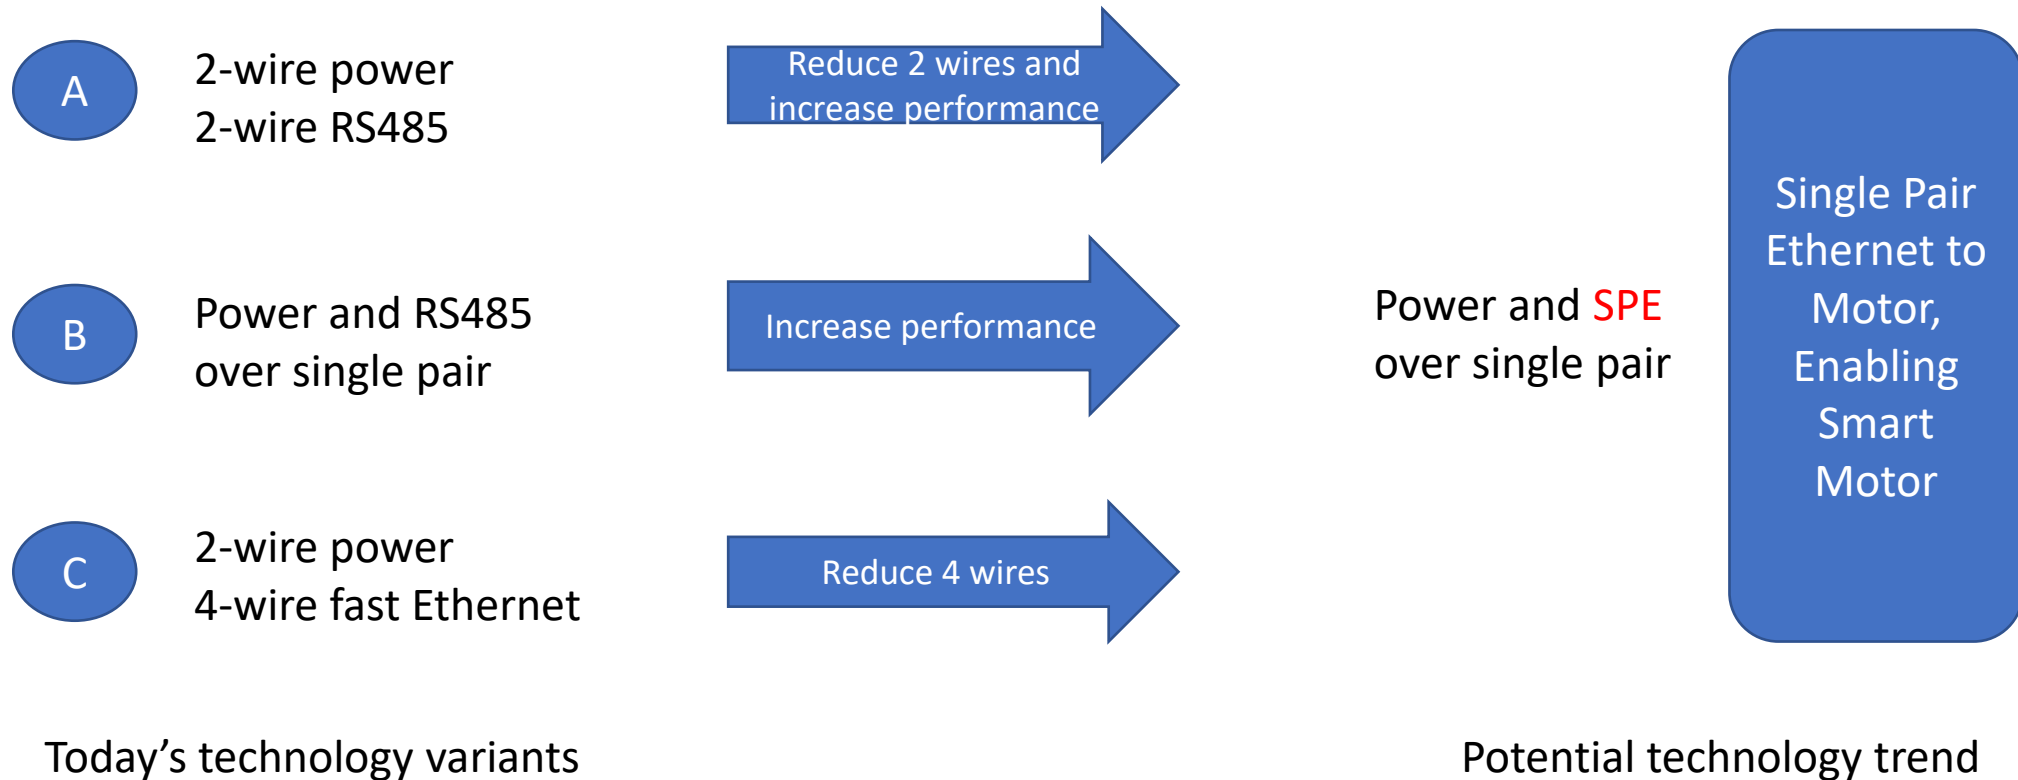 A
2-wire power
2-wire RS485
Reduce 2 wires and
increase performance
B
Power and RS485
over single pair
Increase performance
C
2-wire power
4-wire fast Ethernet
Reduce 4 wires
Power and SPE
over single pair
Single Pair
Ethernet to
Motor,
Enabling
Smart
Motor
Today’s technology variants
Potential technology trend